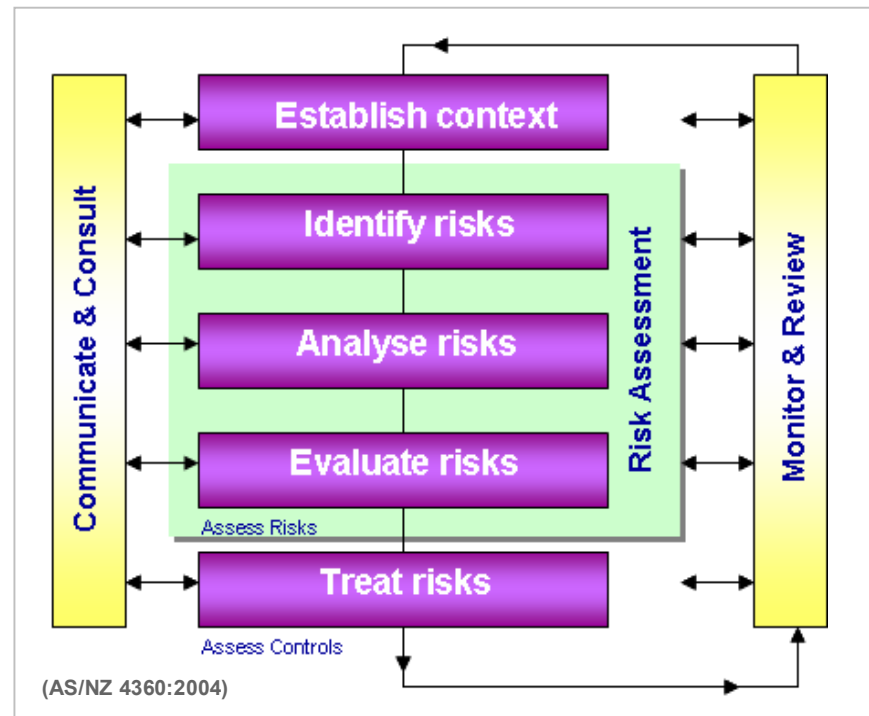 Establish context
Communicate & Consult
Identify risks
Analyse risks
Evaluate risks
Risk Assessment
Monitor & Review
Assess Risks
Treat risks
Assess Controls
(AS/NZ 4360:2004)